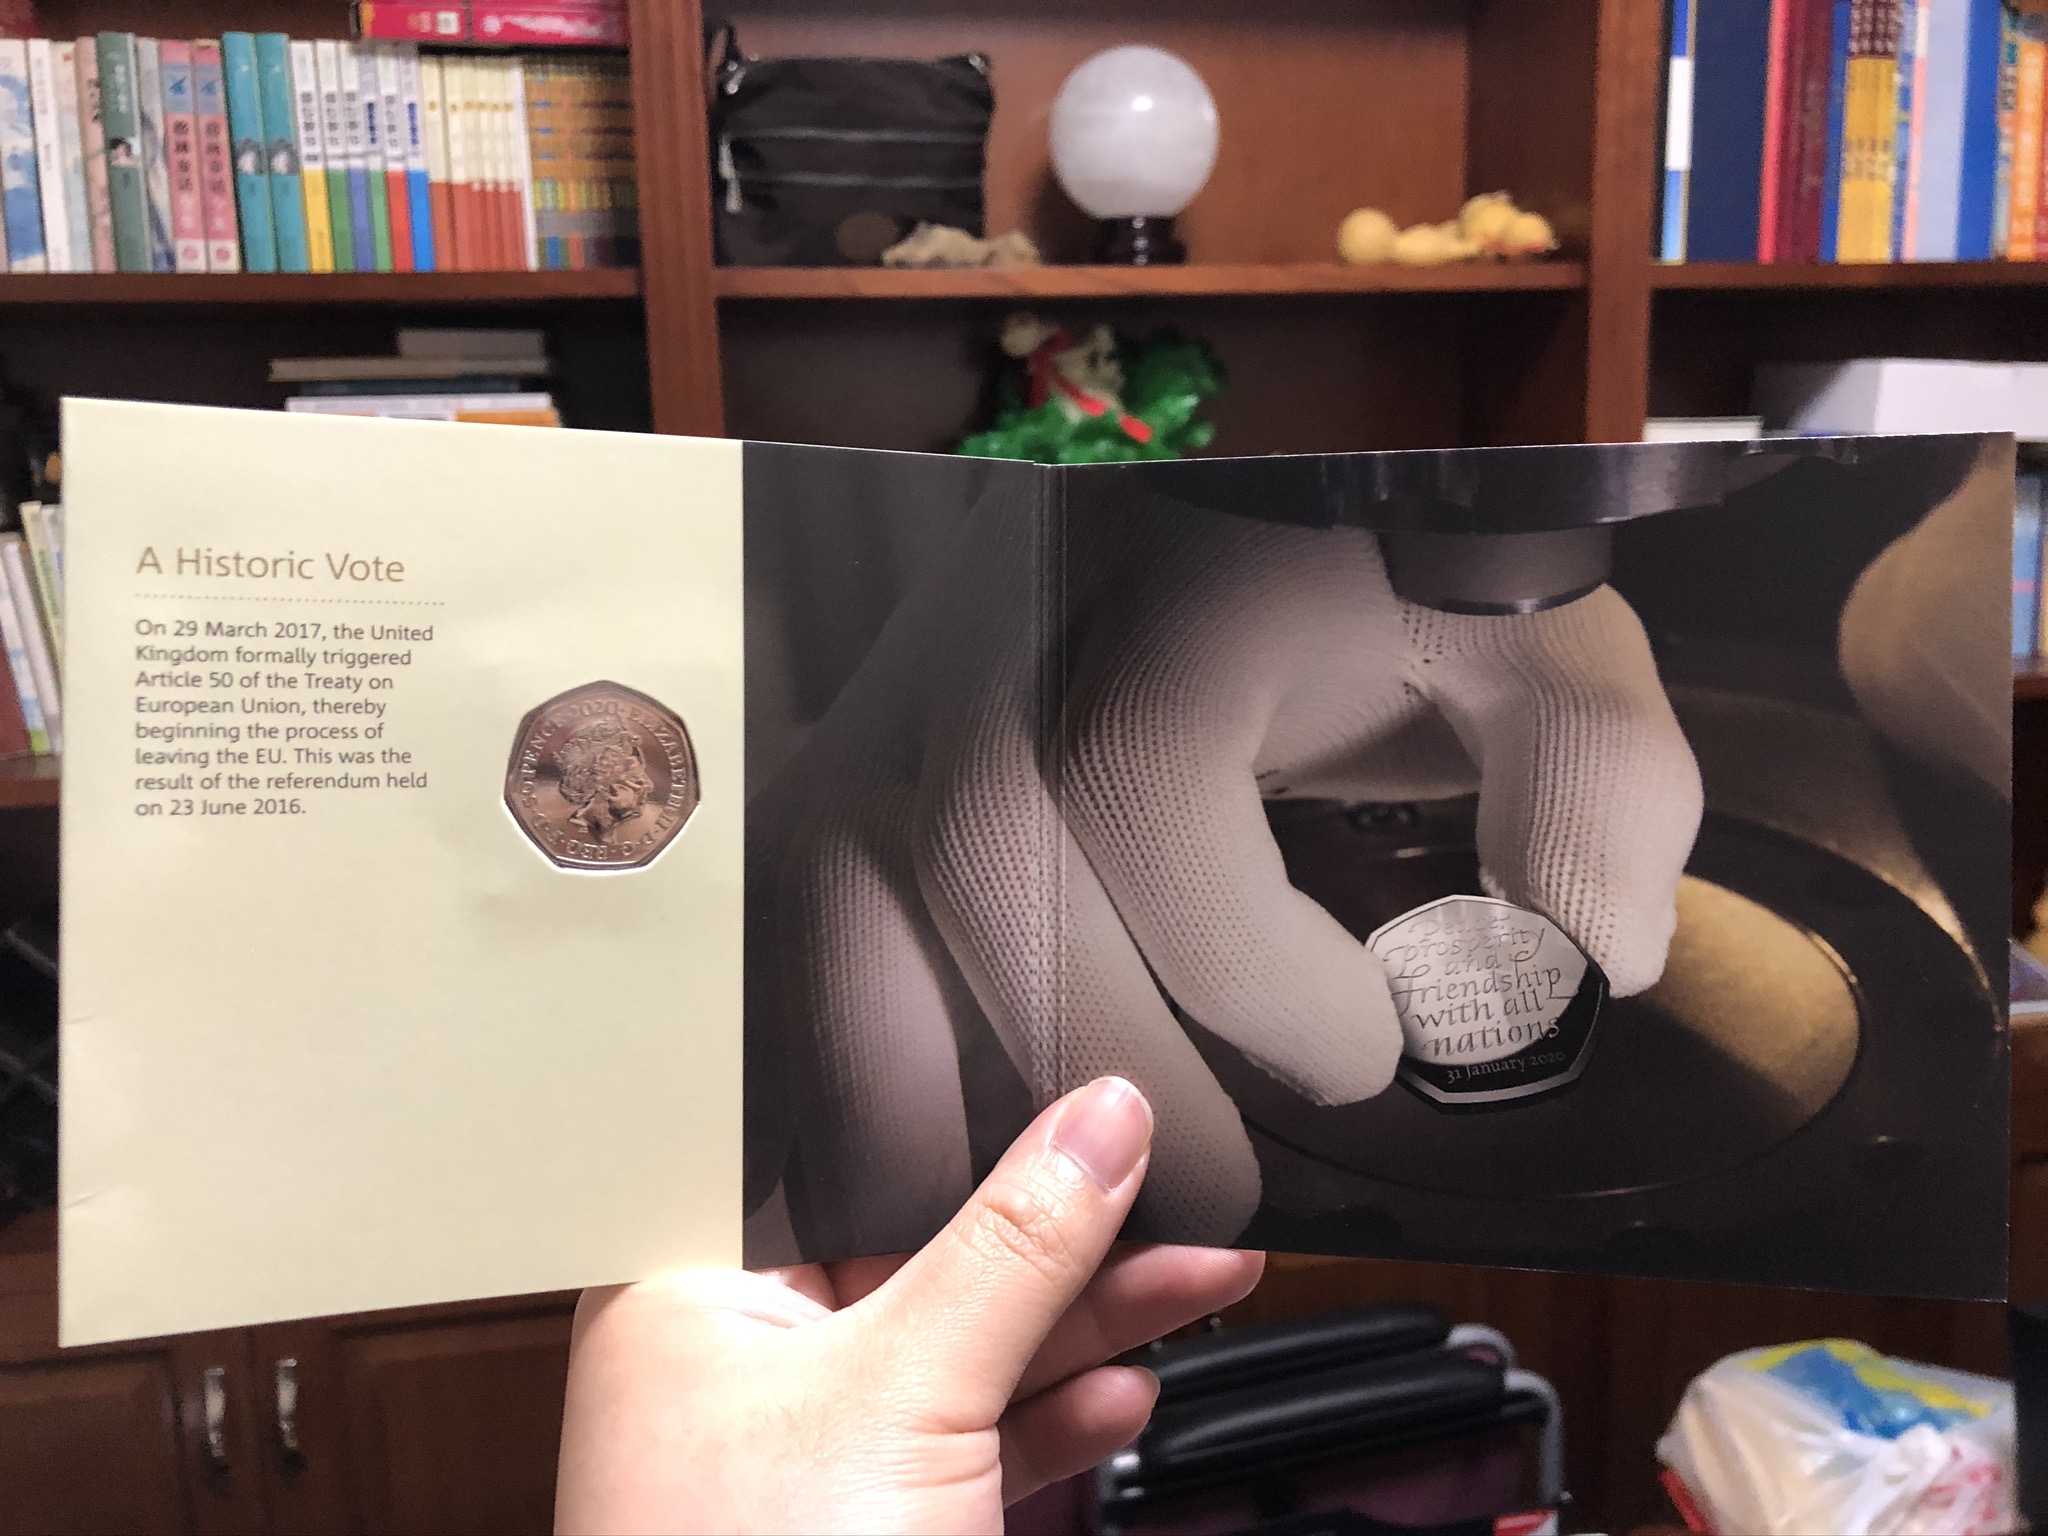 A Historic Vote
On 29 March 2017, the United
Kingdom formally triggered
Article 50 of the Treaty on
European Union, thereby
beginning the process of
leaving the EU. This was the
result of the referendum held
on 23 June 2016.
ELIZABETH II · D · G · REG · F · D · 50 PENCE · 2020
Peace,
prosperity
and
friendship
with all
nations
31 January 2020